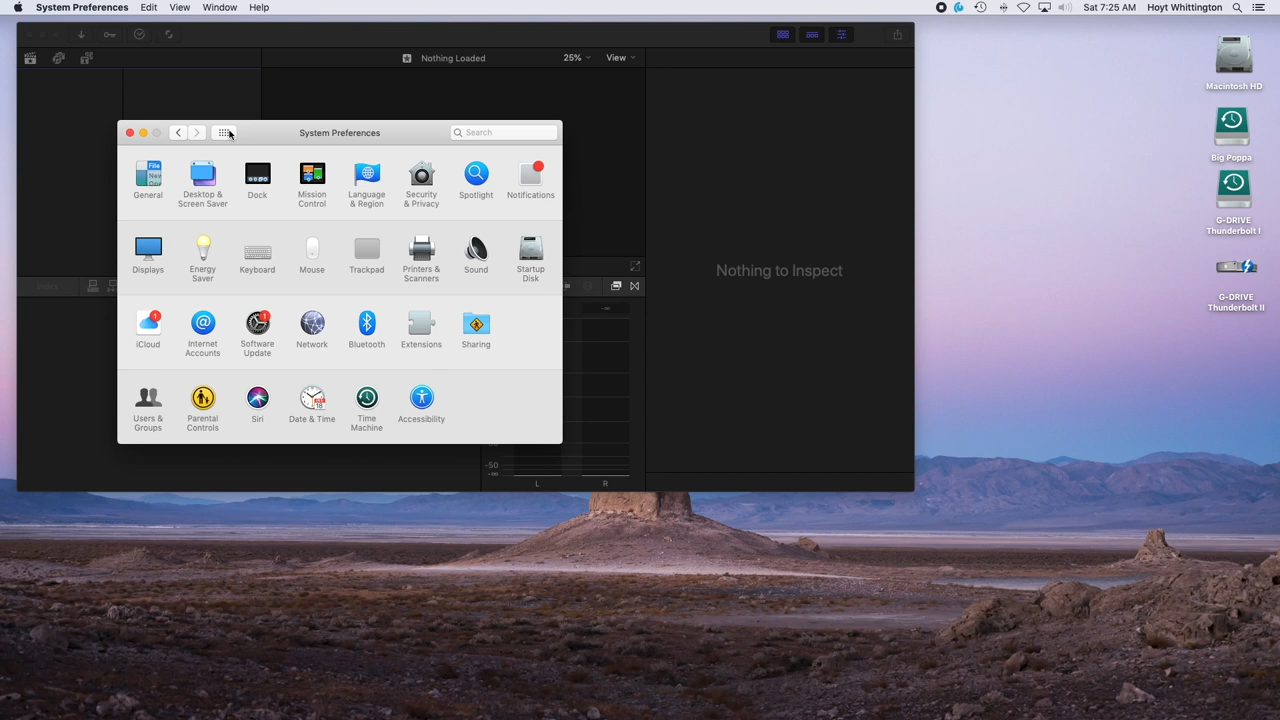 System Preferences Edit View Window Help
Sat 7:25 AM Hoyt Whittington
Nothing Loaded 25% View
System Preferences
Search
General
Desktop &
Screen Saver
Dock
Mission
Control
Language
& Region
Security
& Privacy
Spotlight
Notifications
Displays
Energy
Saver
Keyboard
Mouse
Trackpad
Printers &
Scanners
Sound
Startup
Disk
iCloud
1
Internet
Accounts
Software
Update
1
Network
Bluetooth
Extensions
Sharing
Users &
Groups
Parental
Controls
Siri
Date & Time
Time
Machine
Accessibility
Index
Nothing to Inspect
-∞
-50
-∞
L R
Macintosh HD
Big Poppa
G-DRIVE
Thunderbolt I
G-DRIVE
Thunderbolt II